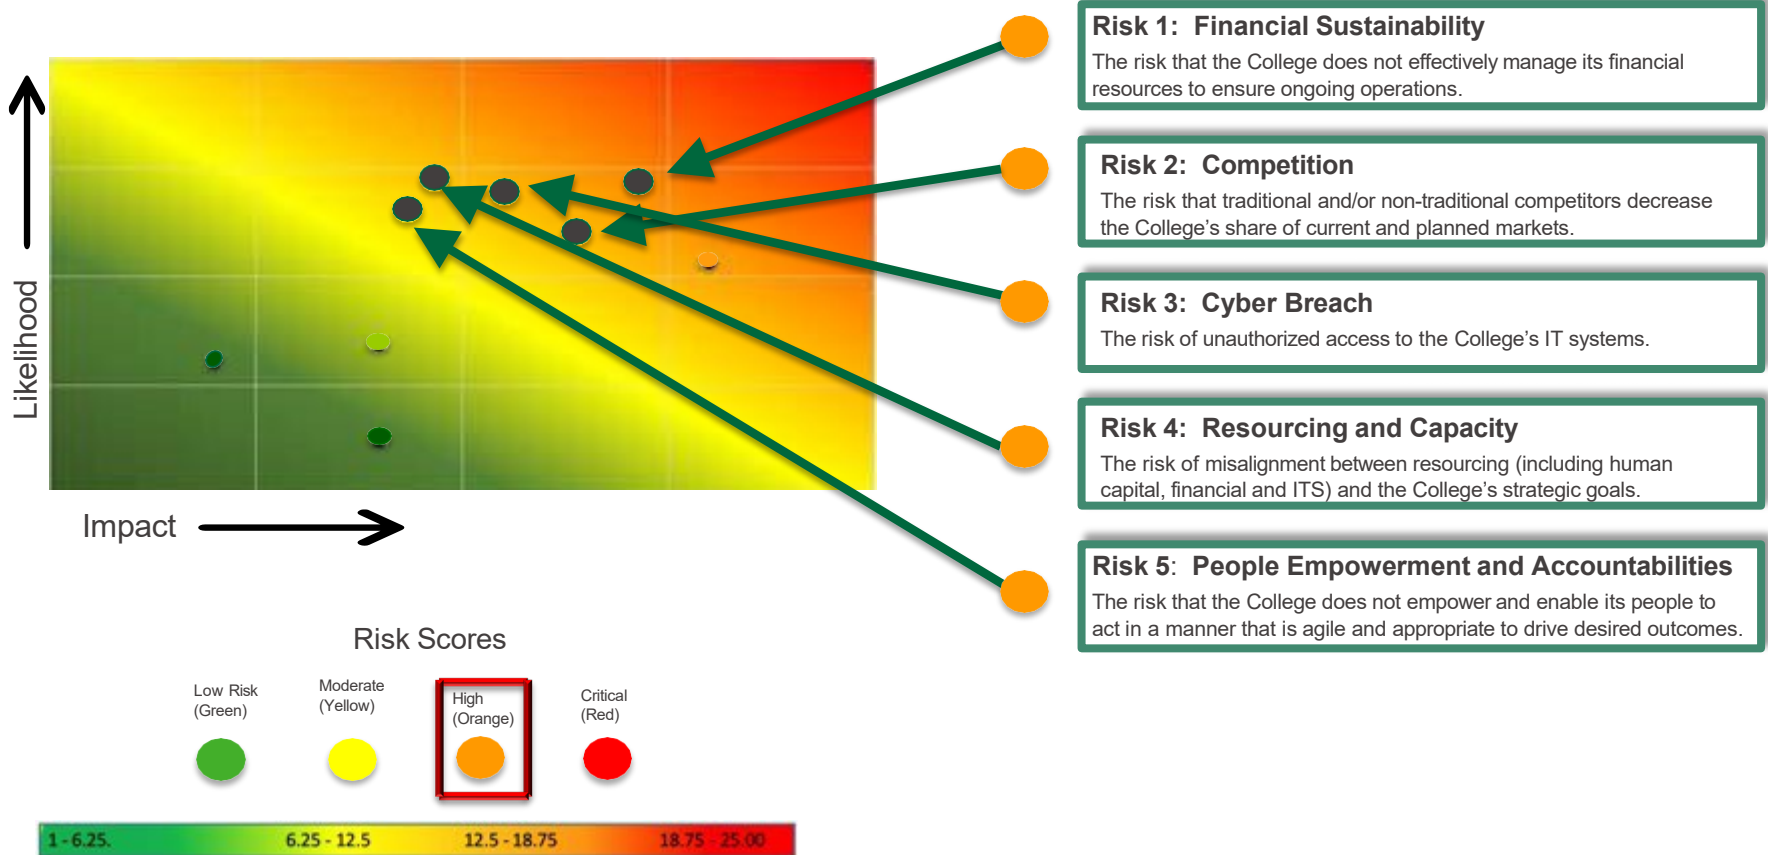 Risk 1:  Financial Sustainability
The risk that the College does not effectively manage its financial
resources to ensure ongoing operations.
Risk 2:  Competition
The risk that traditional and/or non-traditional competitors decrease
the College’s share of current and planned markets.
Risk 3:  Cyber Breach
The risk of unauthorized access to the College’s IT systems.
Risk 4:  Resourcing and Capacity
The risk of misalignment between resourcing (including human
capital, financial and ITS) and the College’s strategic goals.
Risk 5:  People Empowerment and Accountabilities
The risk that the College does not empower and enable its people to
act in a manner that is agile and appropriate to drive desired outcomes.
Likelihood
Impact
Risk Scores
Low Risk
(Green)
Moderate
(Yellow)
High
(Orange)
Critical
(Red)
1 - 6.25.
6.25 - 12.5
12.5 - 18.75
18.75 - 25.00